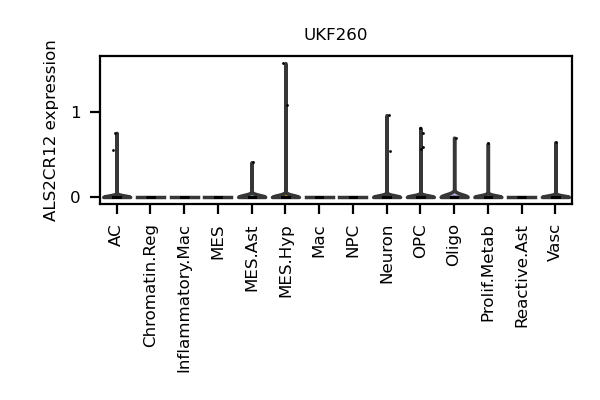 UKF260
ALS2CR12 expression
1
0
AC
Chromatin.Reg
Inflammatory.Mac
MES
MES.Ast
MES.Hyp
Mac
NPC
Neuron
OPC
Oligo
Prolif.Metab
Reactive.Ast
Vasc